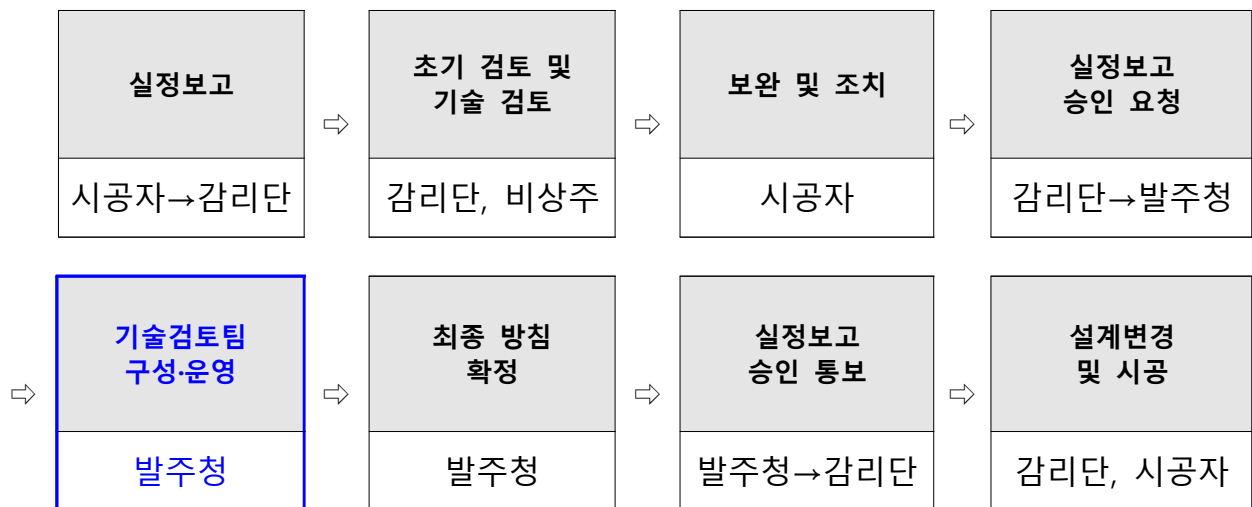 실정보고
시공자→감리단
⇨
초기 검토 및
기술 검토
감리단, 비상주
⇨
보완 및 조치
시공자
⇨
실정보고
승인 요청
감리단→발주청
⇨
기술검토팀
구성·운영
발주청
⇨
최종 방침
확정
발주청
⇨
실정보고
승인 통보
발주청→감리단
⇨
설계변경
및 시공
감리단, 시공자